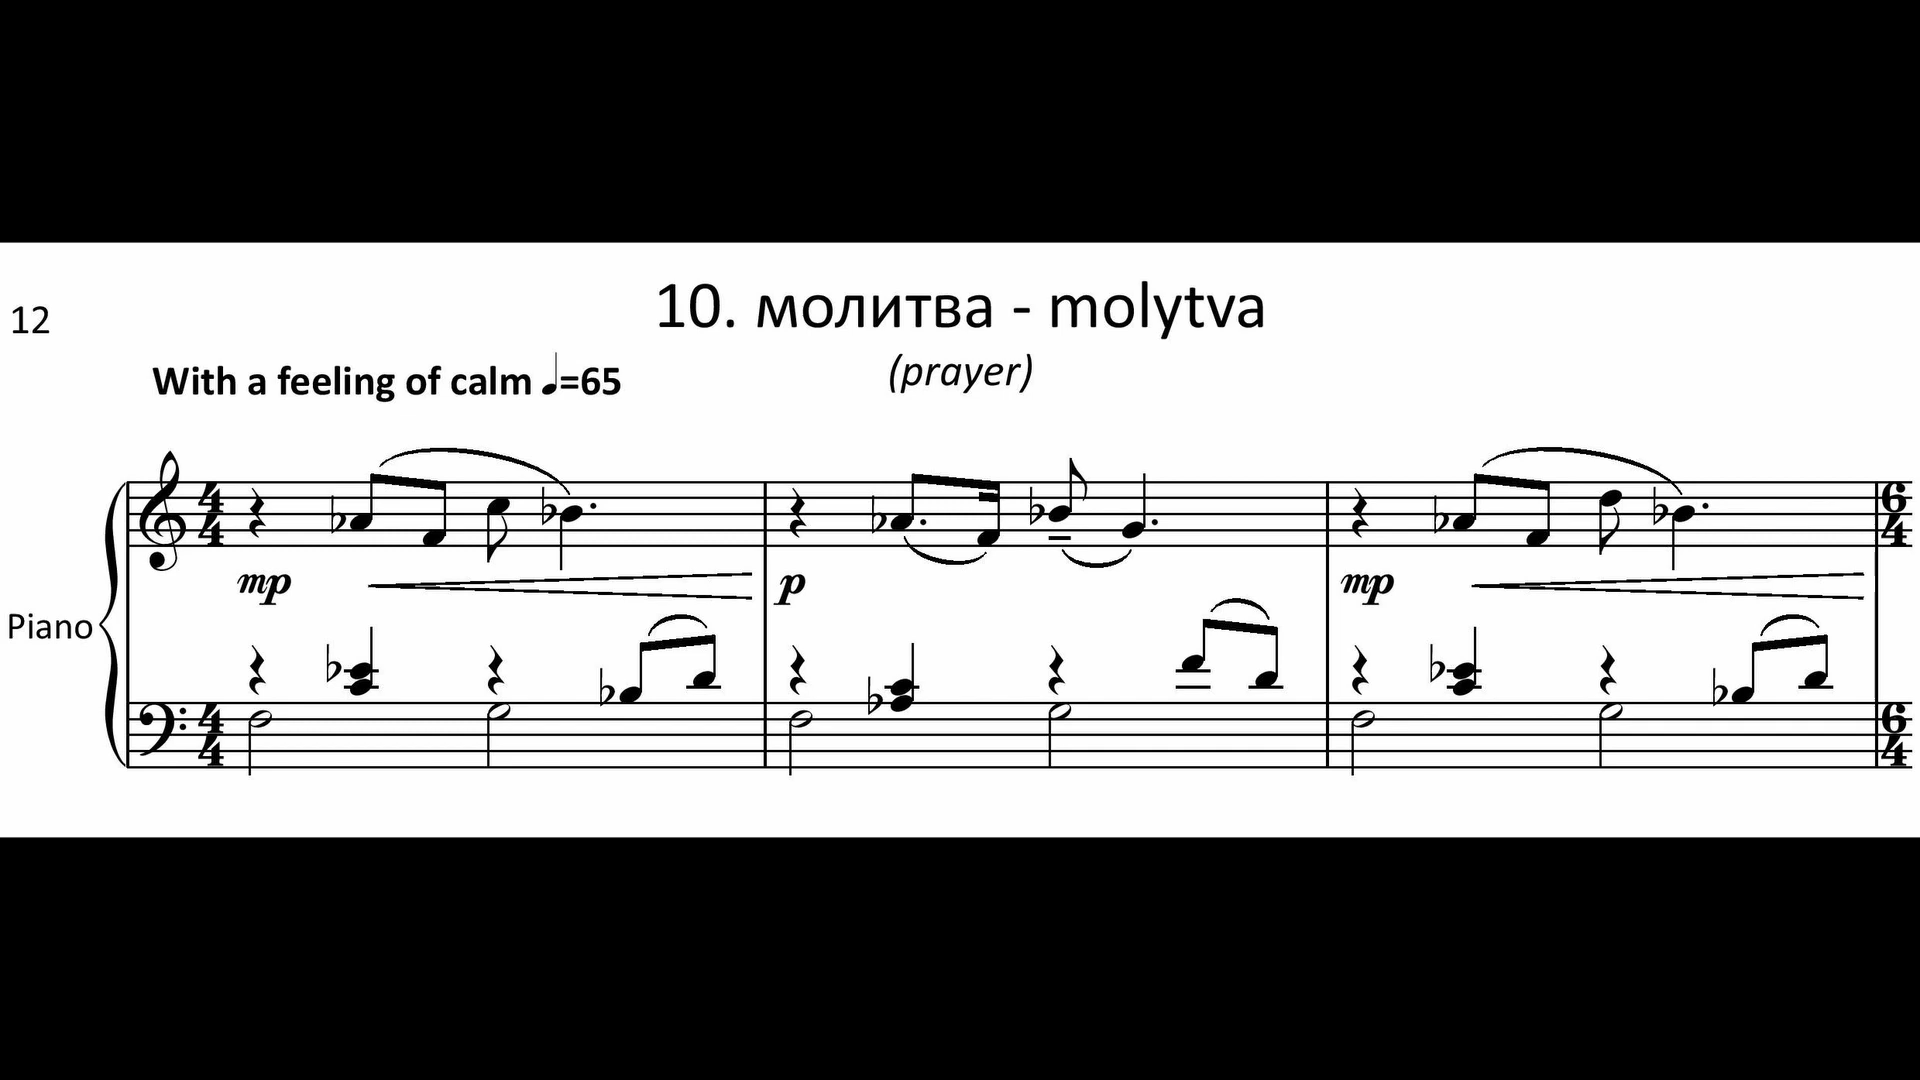 10. молитва - molytva
12
(prayer)
With a feeling of calm ♩=65
mp
p
mp
Piano